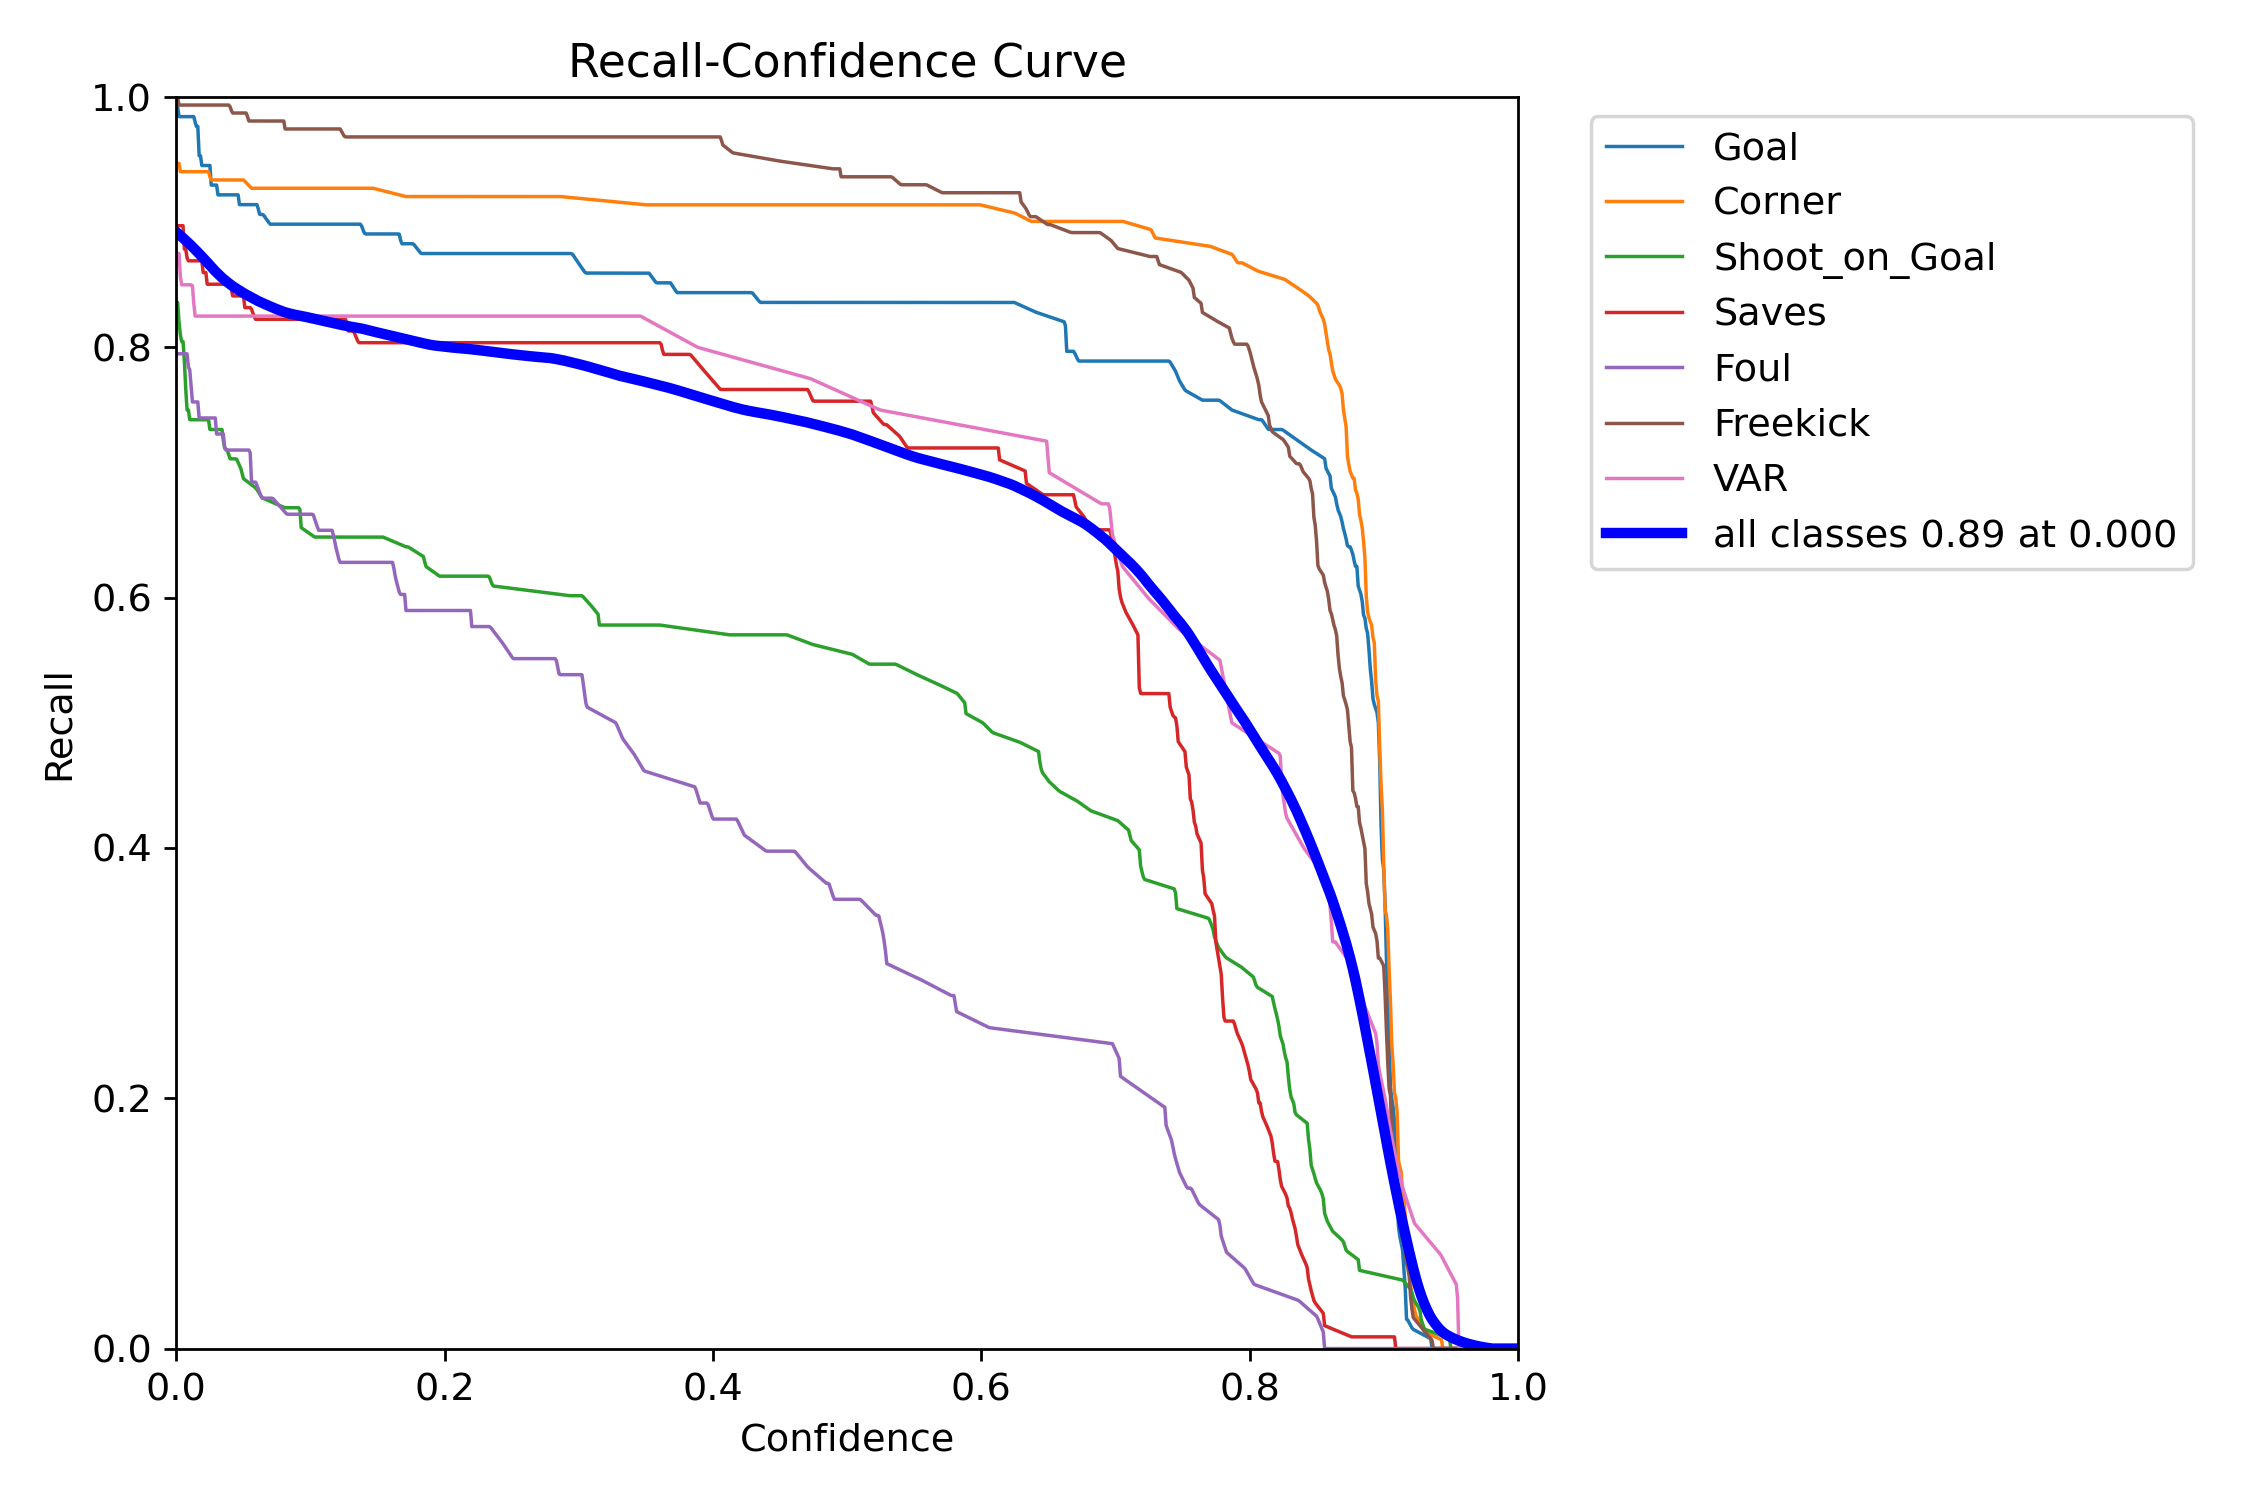 Recall-Confidence Curve
1.0
0.8
0.6
0.4
0.2
0.0
Recall
0.0 0.2 0.4 0.6 0.8 1.0
Confidence
Goal
Corner
Shoot_on_Goal
Saves
Foul
Freekick
VAR
all classes 0.89 at 0.000